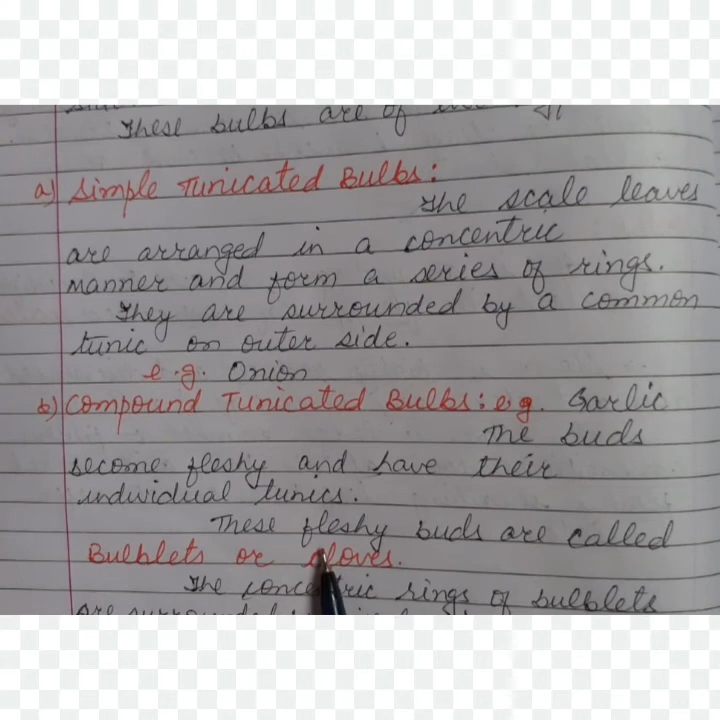 These bulbs are of
a) Simple Tunicated Bulbs:
The scale leaves
are arranged in a concentric
manner and form a series of rings.
They are surrounded by a common
tunic on outer side.
e.g. Onion
b) Compound Tunicated Bulbs: e.g. Garlic
The buds
become fleshy and have their
individual tunics.
These fleshy buds are called
Bulblets or cloves.
The concentric rings of bulblets
are